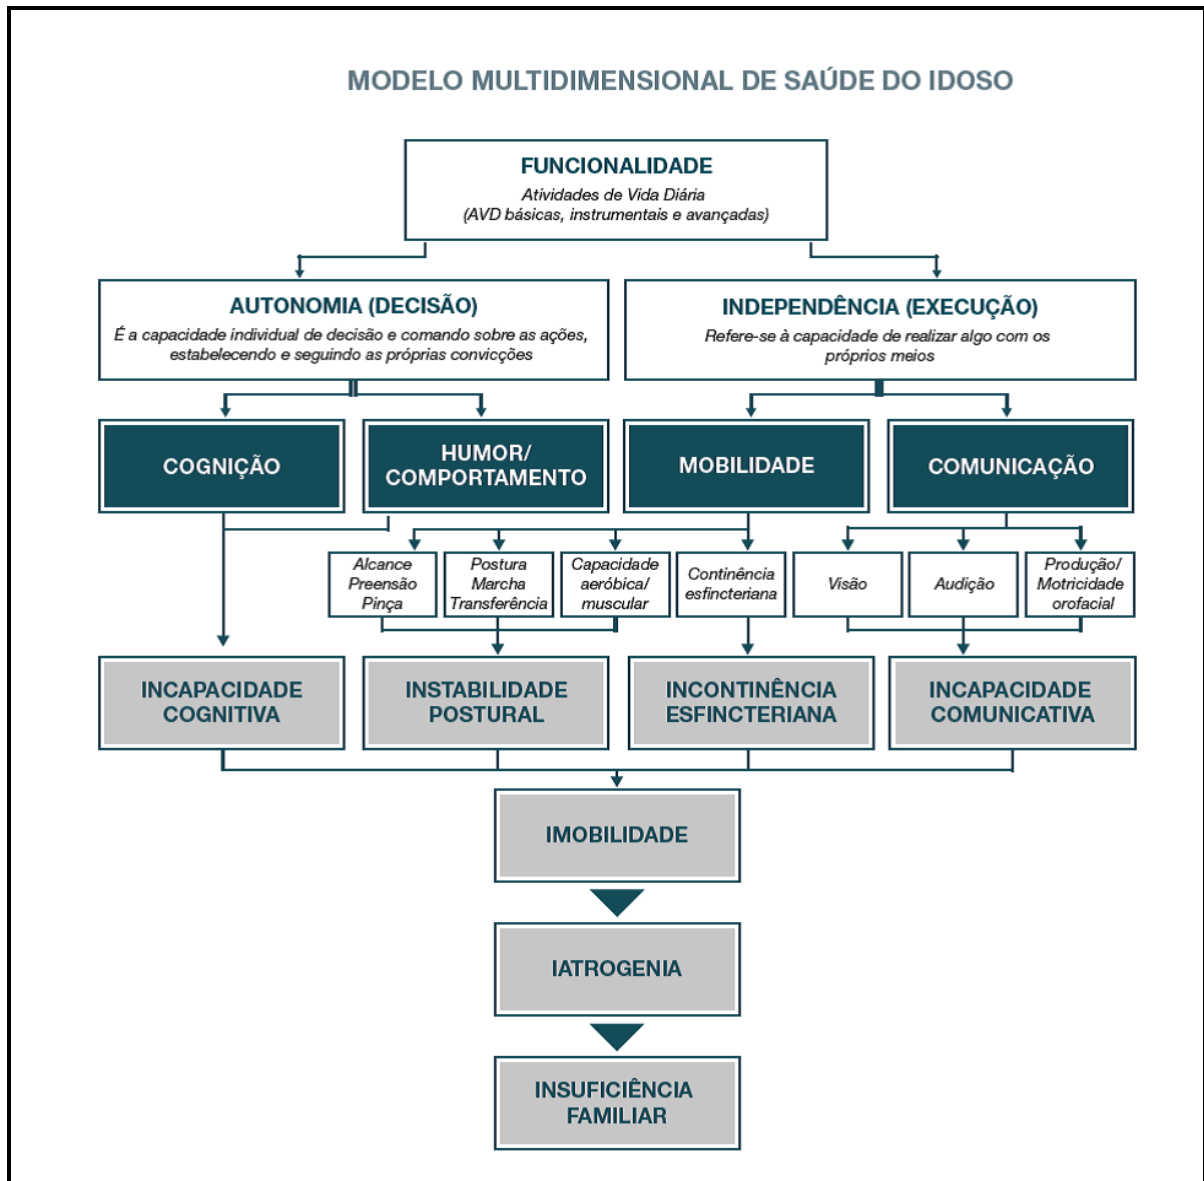 MODELO MULTIDIMENSIONAL DE SAÚDE DO IDOSO
FUNCIONALIDADE
Atividades de Vida Diária
(AVD básicas, instrumentais e avançadas)
AUTONOMIA (DECISÃO)
É a capacidade individual de decisão e comando sobre as ações,
estabelecendo e seguindo as próprias convicções
INDEPENDÊNCIA (EXECUÇÃO)
Refere-se à capacidade de realizar algo com os
próprios meios
COGNIÇÃO
HUMOR/
COMPORTAMENTO
MOBILIDADE
COMUNICAÇÃO
Alcance
Preensão
Pinça
Postura
Marcha
Transferência
Capacidade
aeróbica/
muscular
Continência
esfincteriana
Visão
Audição
Produção/
Motricidade
orofacial
INCAPACIDADE
COGNITIVA
INSTABILIDADE
POSTURAL
INCONTINÊNCIA
ESFINCTERIANA
INCAPACIDADE
COMUNICATIVA
IMOBILIDADE
IATROGENIA
INSUFICIÊNCIA
FAMILIAR